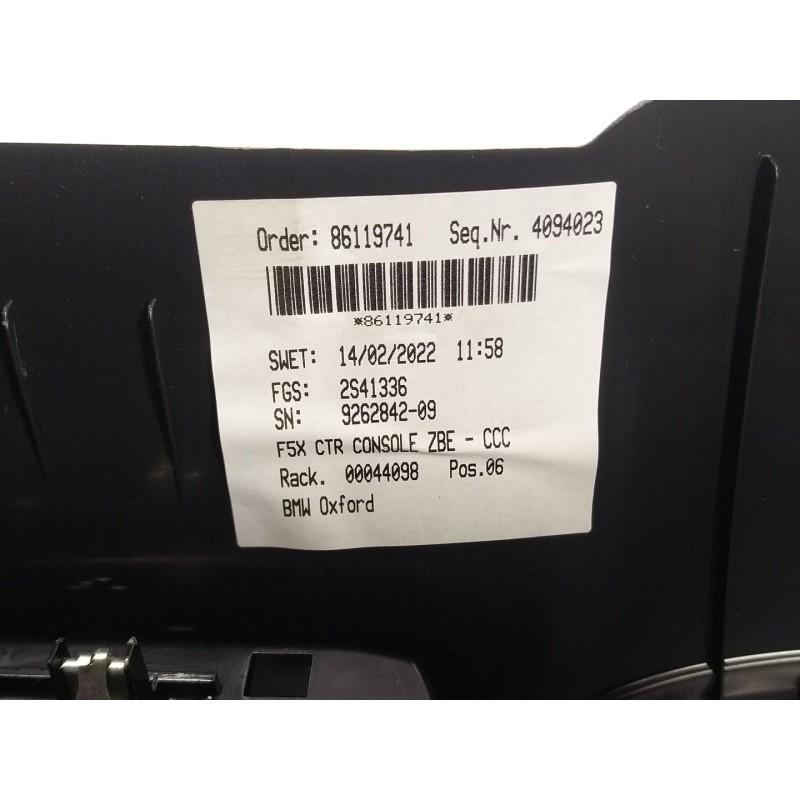 Order: 86119741 Seq.Nr. 4094023
*86119741*
SWET: 14/02/2022 11:58
FGS: 2S41336
SN: 9262842-09
F5X CTR CONSOLE ZBE - CCC
Rack. 00044098 Pos.06
BMW Oxford